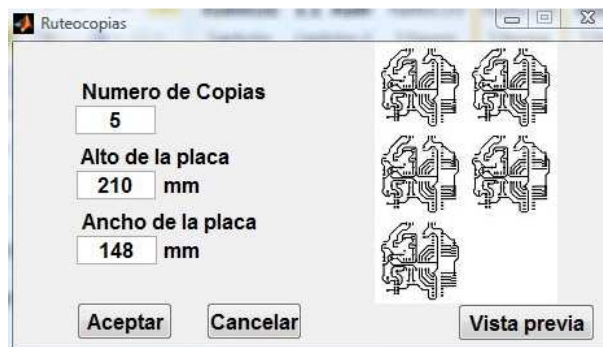 Ruteocopias
Numero de Copias
5
Alto de la placa
210 mm
Ancho de la placa
148 mm
Aceptar Cancelar Vista previa